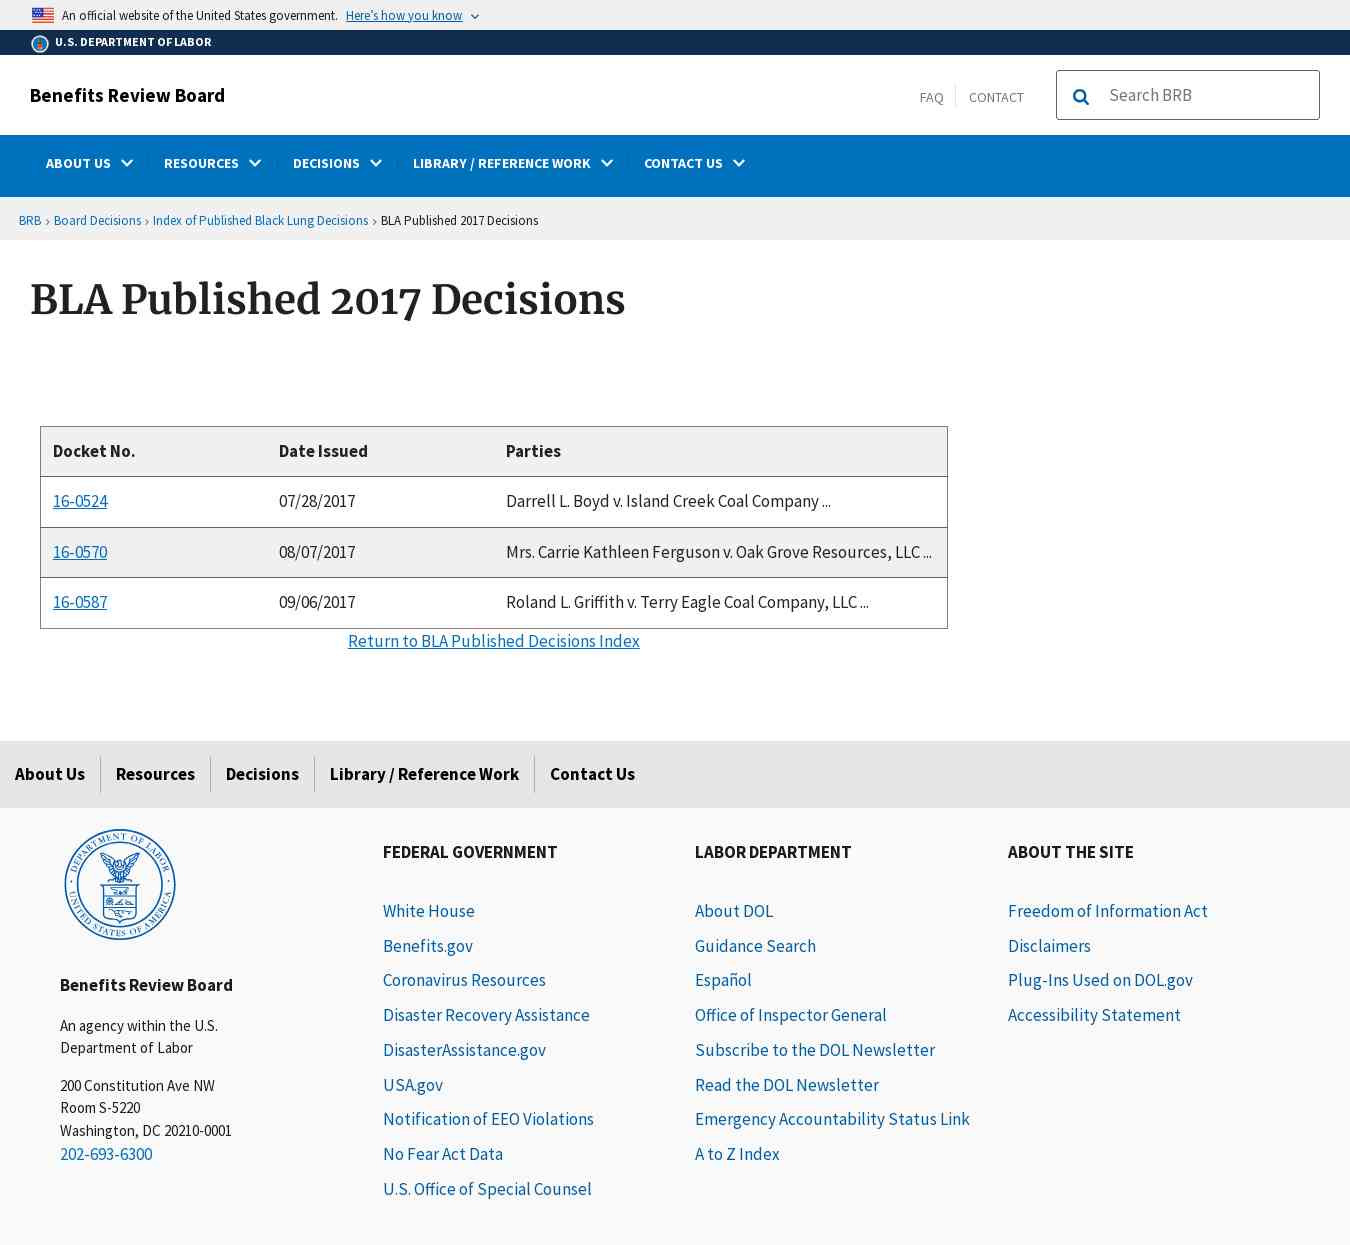 An official website of the United States government. Here's how you know
U.S. DEPARTMENT OF LABOR
Benefits Review Board
FAQ CONTACT Search BRB
ABOUT US RESOURCES DECISIONS LIBRARY / REFERENCE WORK CONTACT US
BRB › Board Decisions › Index of Published Black Lung Decisions › BLA Published 2017 Decisions
BLA Published 2017 Decisions
Docket No. Date Issued Parties
16-0524 07/28/2017 Darrell L. Boyd v. Island Creek Coal Company ...
16-0570 08/07/2017 Mrs. Carrie Kathleen Ferguson v. Oak Grove Resources, LLC ...
16-0587 09/06/2017 Roland L. Griffith v. Terry Eagle Coal Company, LLC ...
Return to BLA Published Decisions Index
About Us Resources Decisions Library / Reference Work Contact Us
DEPARTMENT OF LABOR
UNITED STATES OF AMERICA
Benefits Review Board
An agency within the U.S.
Department of Labor
200 Constitution Ave NW
Room S-5220
Washington, DC 20210-0001
202-693-6300
FEDERAL GOVERNMENT
White House
Benefits.gov
Coronavirus Resources
Disaster Recovery Assistance
DisasterAssistance.gov
USA.gov
Notification of EEO Violations
No Fear Act Data
U.S. Office of Special Counsel
LABOR DEPARTMENT
About DOL
Guidance Search
Español
Office of Inspector General
Subscribe to the DOL Newsletter
Read the DOL Newsletter
Emergency Accountability Status Link
A to Z Index
ABOUT THE SITE
Freedom of Information Act
Disclaimers
Plug-Ins Used on DOL.gov
Accessibility Statement